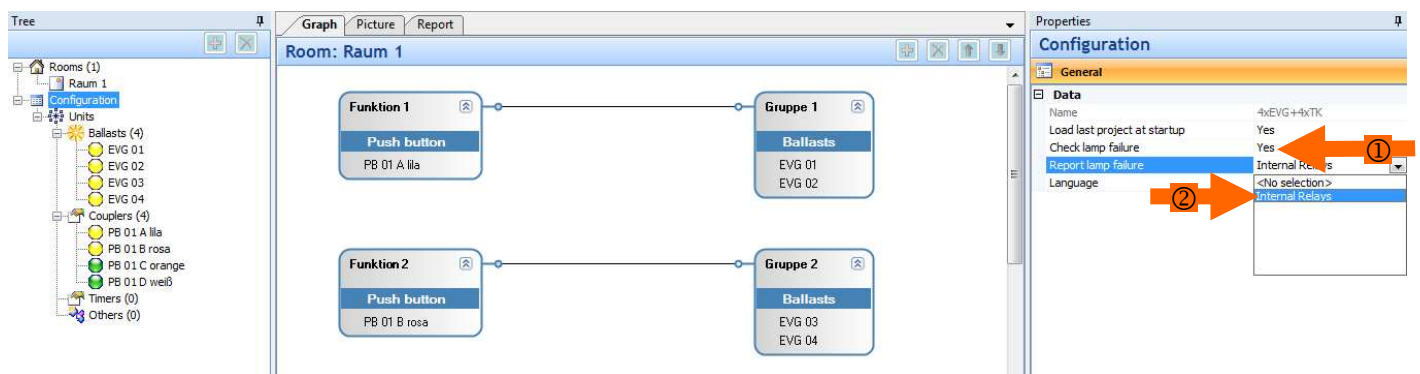 Tree
Rooms (1)
Raum 1
Configuration
Units
Ballasts (4)
EVG 01
EVG 02
EVG 03
EVG 04
Couplers (4)
PB 01 A lila
PB 01 B rosa
PB 01 C orange
PB 01 D weiß
Timers (0)
Others (0)
Graph Picture Report
Room: Raum 1
Funktion 1
Push button
PB 01 A lila
Gruppe 1
Ballasts
EVG 01
EVG 02
Funktion 2
Push button
PB 01 B rosa
Gruppe 2
Ballasts
EVG 03
EVG 04
Properties
Configuration
General
Data
Name 4xEVG+4xTK
Load last project at startup Yes
Check lamp failure Yes ①
Report lamp failure Internal Relays
Language <No selection>
② Internal Relays